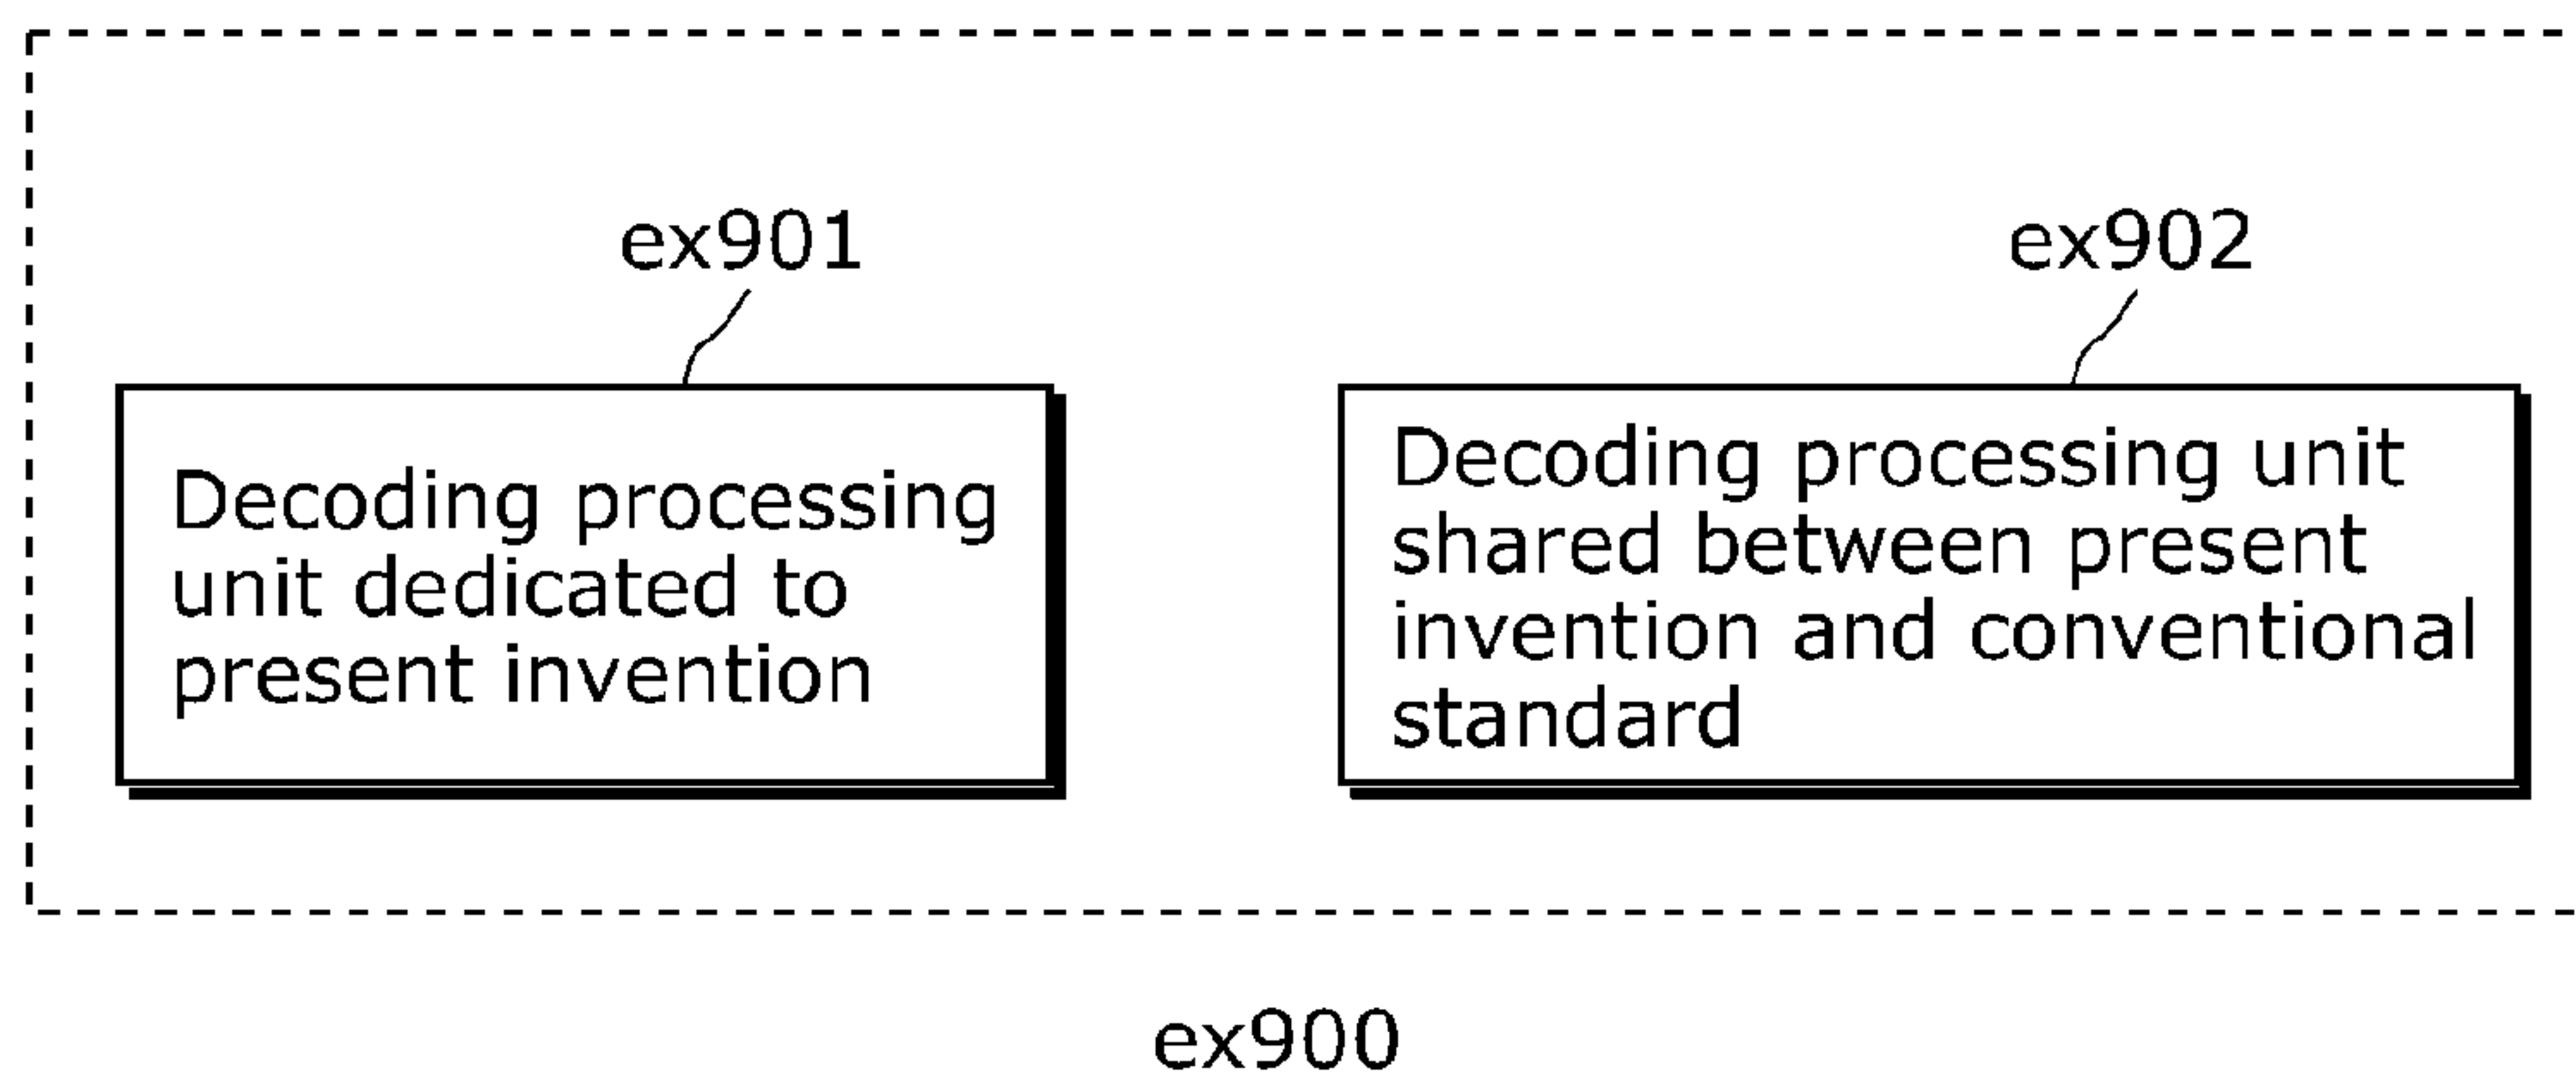 ex901
Decoding processing
unit dedicated to
present invention
ex902
Decoding processing unit
shared between present
invention and conventional
standard
ex900